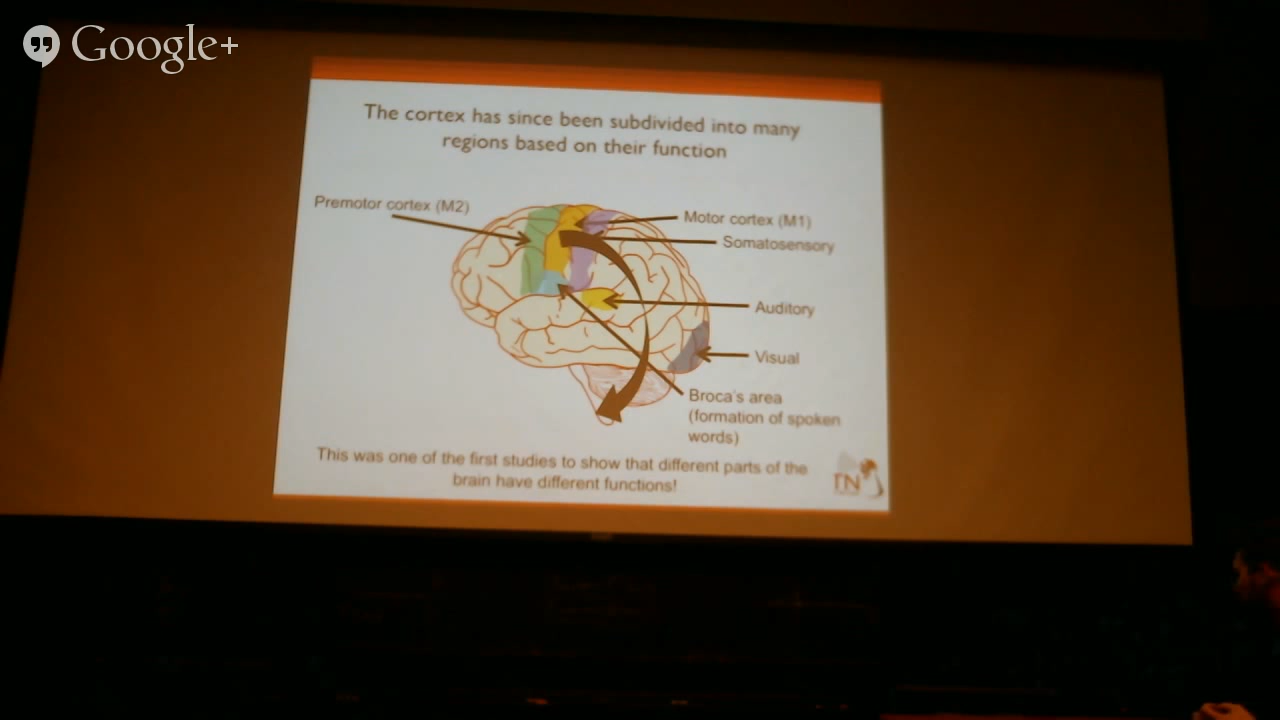 Google+
The cortex has since been subdivided into many
regions based on their function
Premotor cortex (M2)
Motor cortex (M1)
Somatosensory
Auditory
Visual
Broca's area
(formation of spoken
words)
This was one of the first studies to show that different parts of the
brain have different functions!